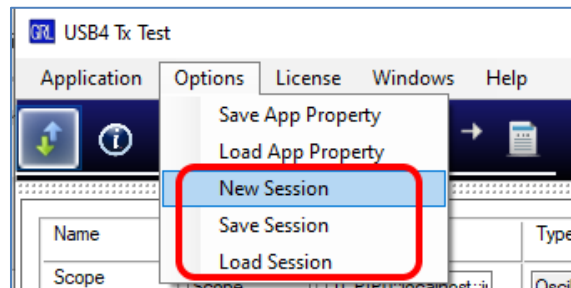 GRL USB4 Tx Test
Application Options License Windows Help
Save App Property
Load App Property
New Session
Save Session
Load Session
Name Type
Scope Scope